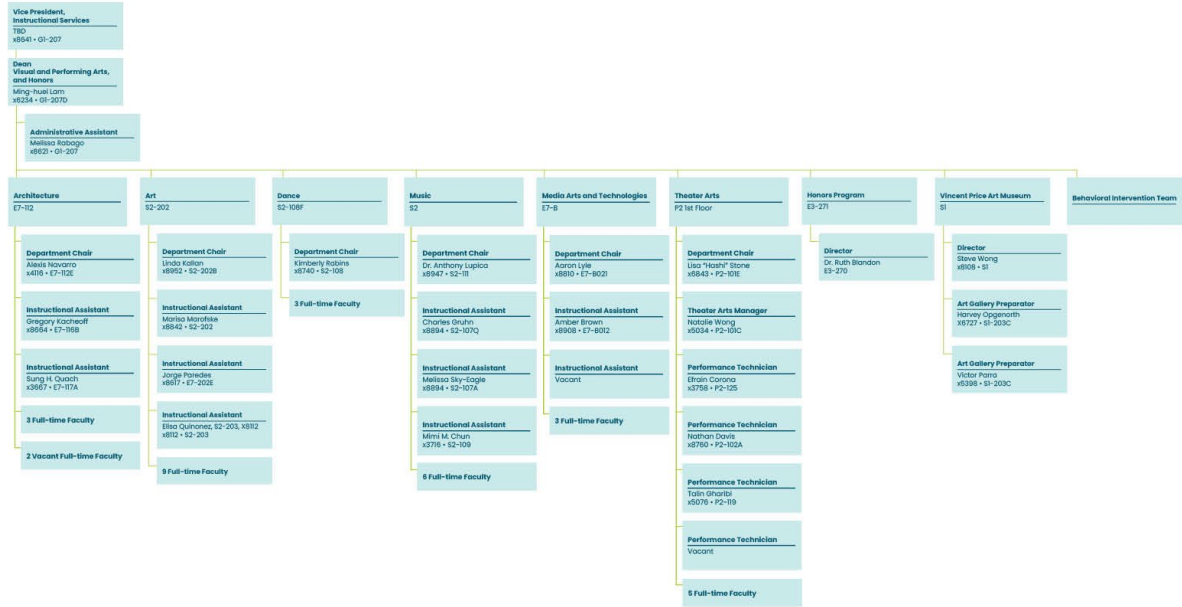 Vice President,
Instructional Services
TBD
x8641 • G1-207
Dean
Visual and Performing Arts,
and Honors
Ming-huei Lam
x6234 • G1-207D
Administrative Assistant
Melissa Rabago
x8621 • G1-207
Architecture
E7-112
Department Chair
Alexis Navarro
x4116 • E7-112E
Instructional Assistant
Gregory Kacheoff
x8664 • E7-116B
Instructional Assistant
Sung H. Quach
x3667 • E7-117A
3 Full-time Faculty
2 Vacant Full-time Faculty
Art
S2-202
Department Chair
Linda Kallan
x8952 • S2-202B
Instructional Assistant
Marisa Marofske
x8842 • S2-202
Instructional Assistant
Jorge Paredes
x8617 • E7-202E
Instructional Assistant
Elisa Quinonez, S2-203, X8112
x8112 • S2-203
9 Full-time Faculty
Dance
S2-108F
Department Chair
Kimberly Robins
x8740 • S2-108
3 Full-time Faculty
Music
S2
Department Chair
Dr. Anthony Lupica
x8947 • S2-111
Instructional Assistant
Charles Gruhn
x8894 • S2-107Q
Instructional Assistant
Melissa Sky-Eagle
x8894 • S2-107A
Instructional Assistant
Mimi M. Chun
x3716 • S2-109
6 Full-time Faculty
Media Arts and Technologies
E7-B
Department Chair
Aaron Lyle
x8810 • E7-B021
Instructional Assistant
Amber Brown
x8908 • E7-B012
Instructional Assistant
Vacant
3 Full-time Faculty
Theater Arts
P2 1st Floor
Department Chair
Lisa "Hashi" Stone
x6843 • P2-101E
Theater Arts Manager
Natalie Wong
x5034 • P2-101C
Performance Technician
Efrain Corona
x3758 • P2-125
Performance Technician
Nathan Davis
x8760 • P2-102A
Performance Technician
Talin Gharibi
x5076 • P2-119
Performance Technician
Vacant
5 Full-time Faculty
Honors Program
E3-271
Director
Dr. Ruth Blandon
E3-270
Vincent Price Art Museum
S1
Director
Steve Wong
x8108 • S1
Art Gallery Preparator
Harvey Opgenorth
X6727 • S1-203C
Art Gallery Preparator
Victor Parra
x5398 • S1-203C
Behavioral Intervention Team